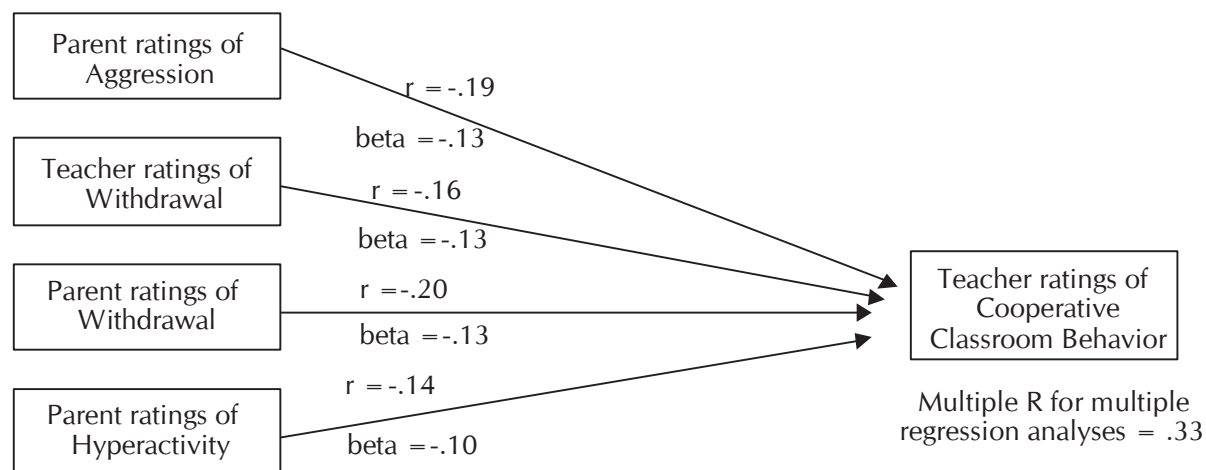 Parent ratings of
Aggression
r =-.19
beta =-.13
Teacher ratings of
Withdrawal
r =-.16
beta =-.13
Parent ratings of
Withdrawal
r =-.20
beta =-.13
Parent ratings of
Hyperactivity
r =-.14
beta =-.10
Teacher ratings of
Cooperative
Classroom Behavior
Multiple R for multiple
regression analyses = .33